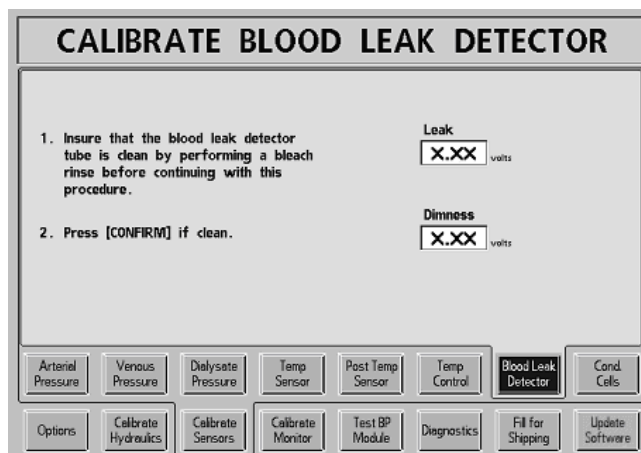 CALIBRATE BLOOD LEAK DETECTOR
1. Insure that the blood leak detector
tube is clean by performing a bleach
rinse before continuing with this
procedure.
2. Press [CONFIRM] if clean.
Leak
X.XX volts
Dimness
X.XX volts
Arterial
Pressure
Venous
Pressure
Dialysate
Pressure
Temp
Sensor
Post Temp
Sensor
Temp
Control
Blood Leak
Detector
Cond.
Cells
Options
Calibrate
Hydraulics
Calibrate
Sensors
Calibrate
Monitor
Test BP
Module
Diagnostics
Fill for
Shipping
Update
Software